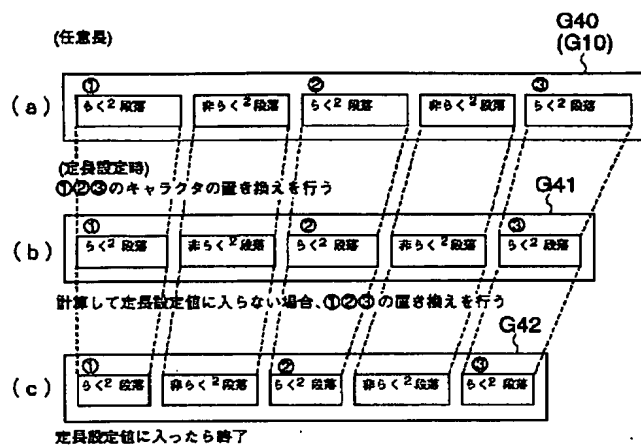 (任意長)
G40
(G10)
(a)
① ② ③
らく² 段落 非らく² 段落 らく² 段落 非らく² 段落 らく² 段落
(定長設定時)
①②③のキャラクタの置き換えを行う
G41
(b)
① ② ③
らく² 段落 非らく² 段落 らく² 段落 非らく² 段落 らく² 段落
計算して定長設定値に入らない場合、①②③の置き換えを行う
G42
(c)
① ② ③
らく² 段落 非らく² 段落 らく² 段落 非らく² 段落 らく² 段落
定長設定値に入ったら終了